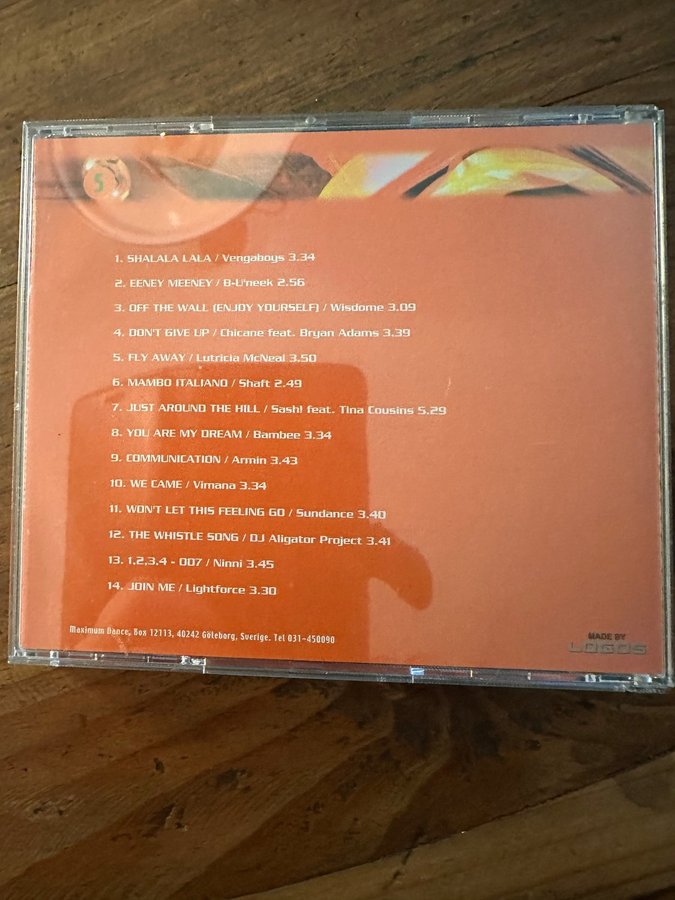 5
1. SHALALA LALA / Vengaboys 3.34
2. EENEY MEENEY / B-U'neek 2.56
3. OFF THE WALL (ENJOY YOURSELF) / Wisdome 3.09
4. DON'T GIVE UP / Chicane feat. Bryan Adams 3.39
5. FLY AWAY / Lutricia McNeal 3.50
6. MAMBO ITALIANO / Shaft 2.49
7. JUST AROUND THE HILL / Sash! feat. Tina Cousins 5.29
8. YOU ARE MY DREAM / Bambee 3.34
9. COMMUNICATION / Armin 3.43
10. WE CAME / Vimana 3.34
11. WON'T LET THIS FEELING GO / Sundance 3.40
12. THE WHISTLE SONG / DJ Aligator Project 3.41
13. 1,2,3,4 - 007 / Ninni 3.45
14. JOIN ME / Lightforce 3.30
Maximum Dance, Box 12113, 40242 Göteborg, Sverige. Tel 031-450090
MADE BY
LOGOS